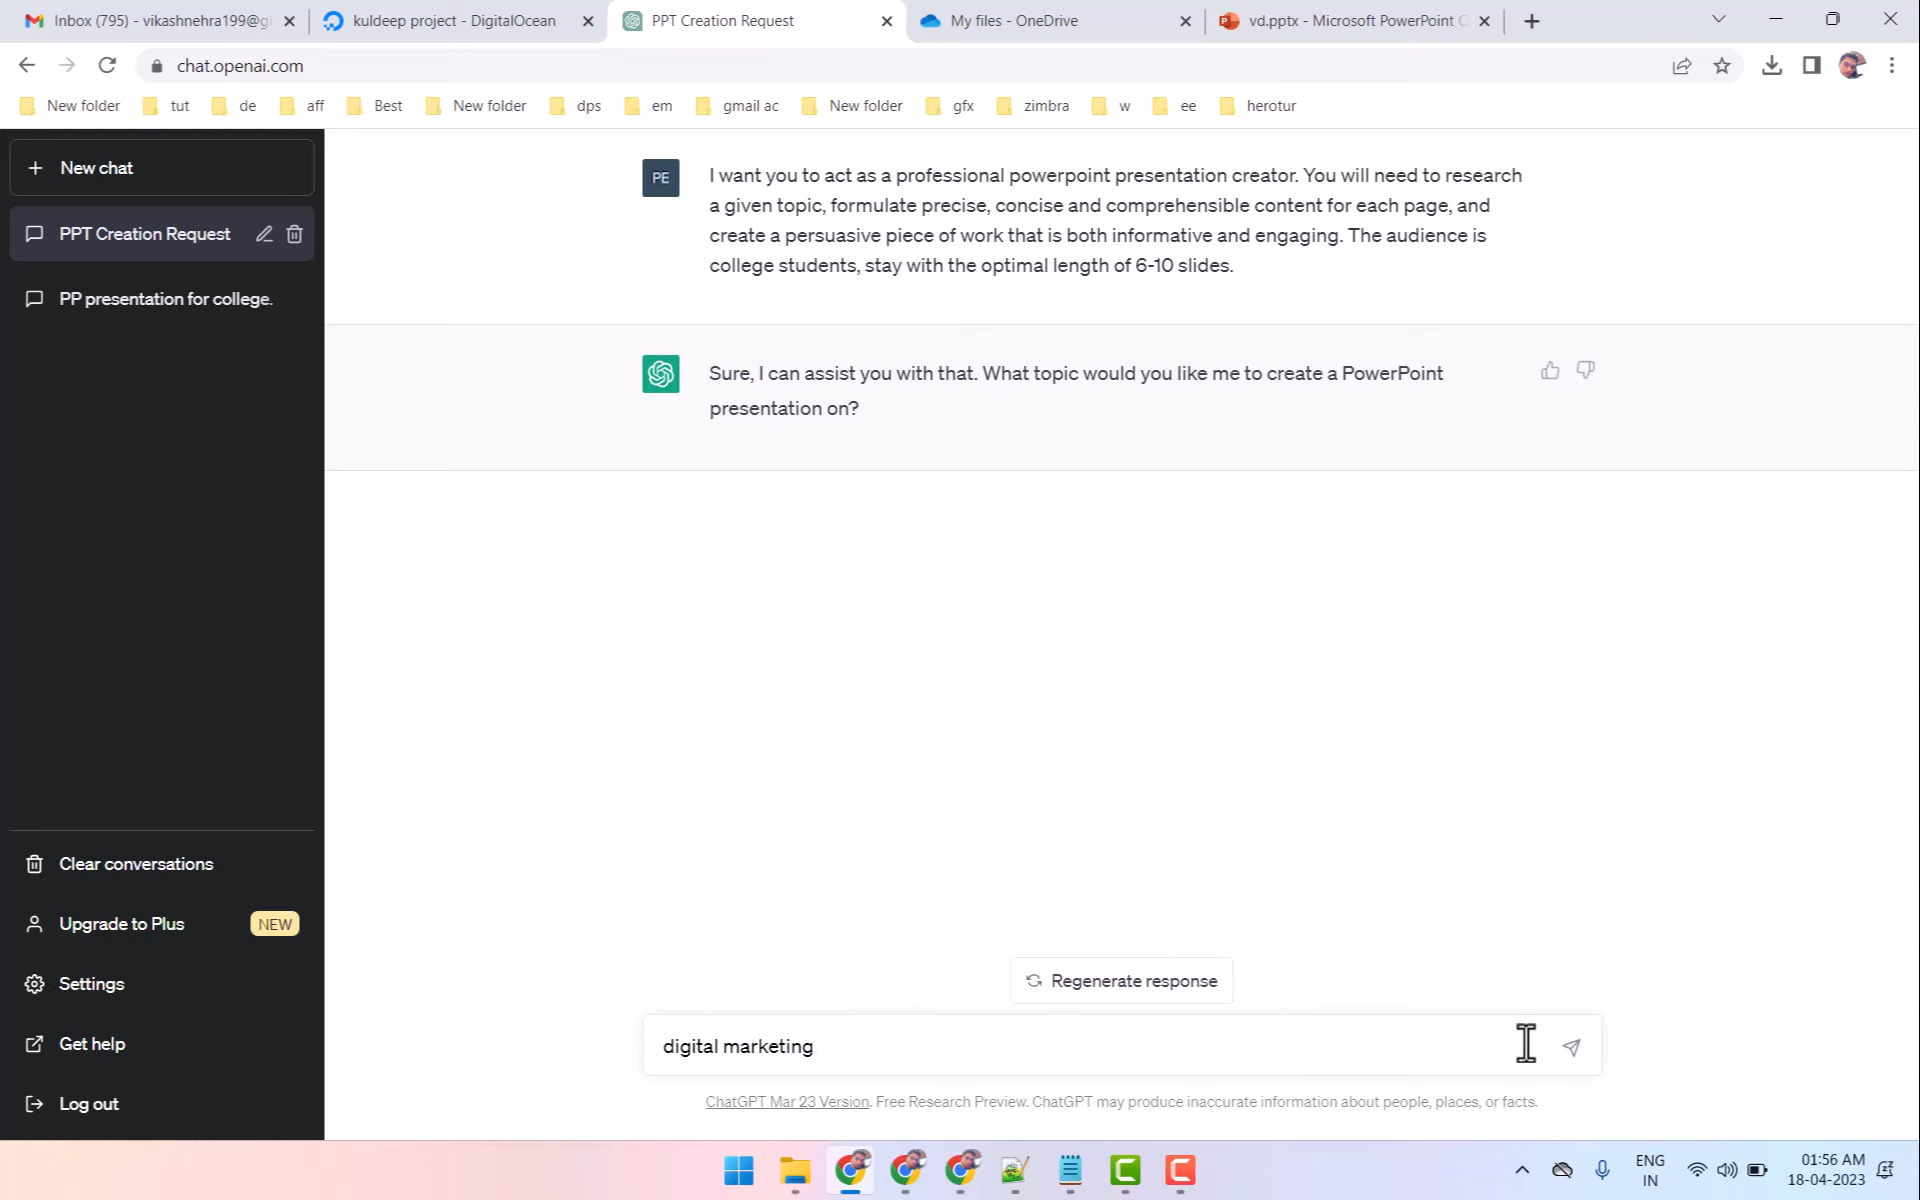 Inbox (795) - vikashnehra199@g
kuldeep project - DigitalOcean
PPT Creation Request
My files - OneDrive
vd.pptx - Microsoft PowerPoint
chat.openai.com
New folder
tut
de
aff
Best
New folder
dps
em
gmail ac
New folder
gfx
zimbra
w
ee
herotur
New chat
PPT Creation Request
PP presentation for college.
PE
I want you to act as a professional powerpoint presentation creator. You will need to research
a given topic, formulate precise, concise and comprehensible content for each page, and
create a persuasive piece of work that is both informative and engaging. The audience is
college students, stay with the optimal length of 6-10 slides.
Sure, I can assist you with that. What topic would you like me to create a PowerPoint
presentation on?
Clear conversations
Upgrade to Plus
NEW
Settings
Get help
Log out
Regenerate response
digital marketing
ChatGPT Mar 23 Version. Free Research Preview. ChatGPT may produce inaccurate information about people, places, or facts.
ENG
IN
01:56 AM
18-04-2023